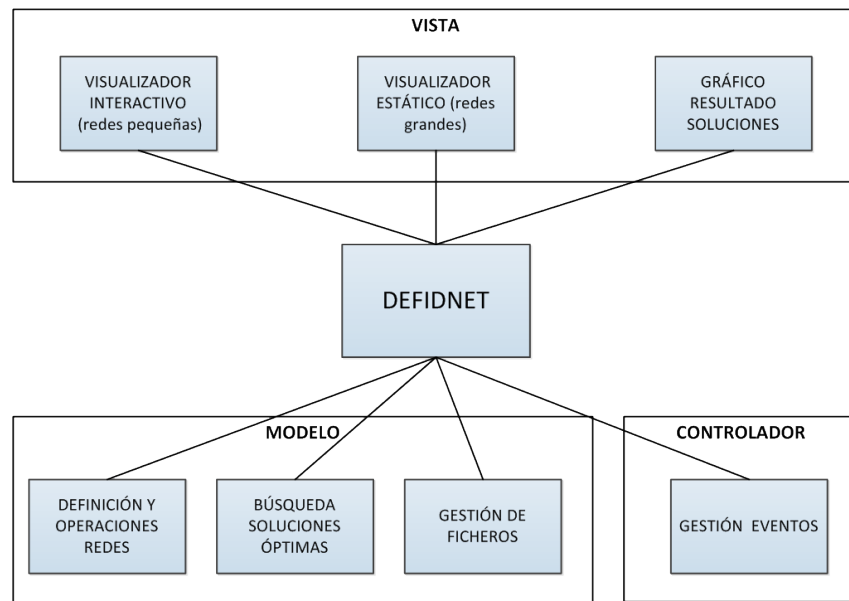 VISTA
VISUALIZADOR
INTERACTIVO
(redes pequeñas)
VISUALIZADOR
ESTÁTICO (redes
grandes)
GRÁFICO
RESULTADO
SOLUCIONES
DEFIDNET
MODELO
DEFINICIÓN Y
OPERACIONES
REDES
BÚSQUEDA
SOLUCIONES
ÓPTIMAS
GESTIÓN DE
FICHEROS
CONTROLADOR
GESTIÓN EVENTOS